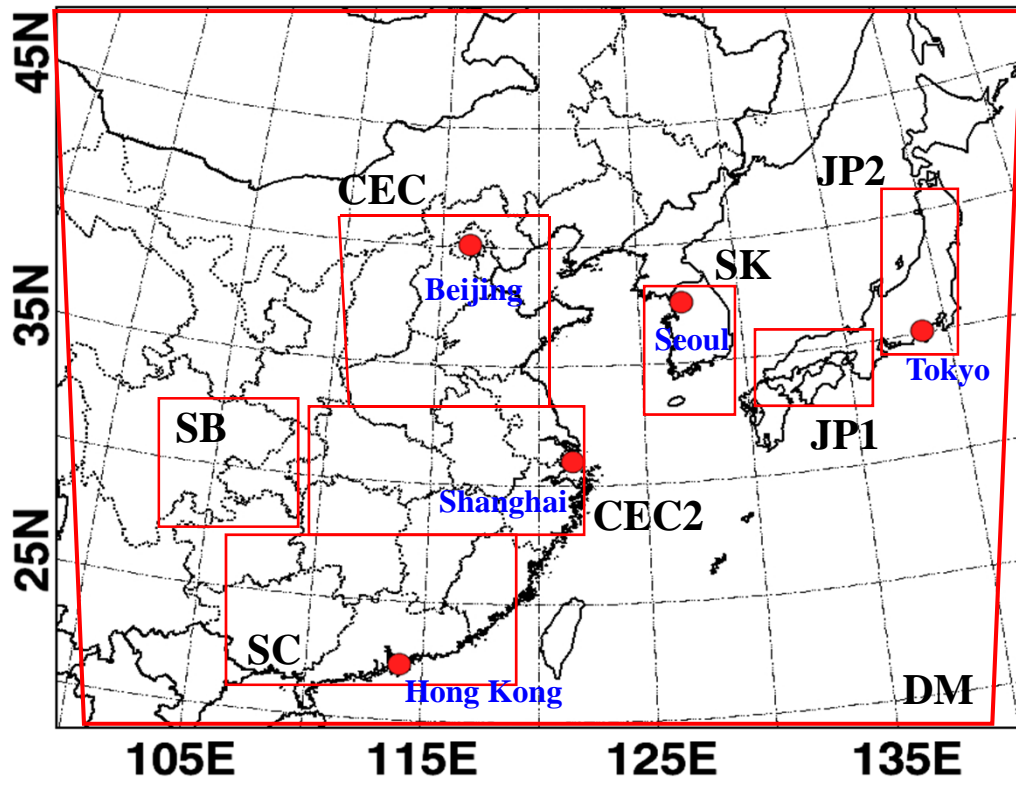 45N
35N
25N
CEC
JP2
SK
Beijing
Seoul
Tokyo
SB
JP1
Shanghai
CEC2
SC
Hong Kong
DM
105E
115E
125E
135E